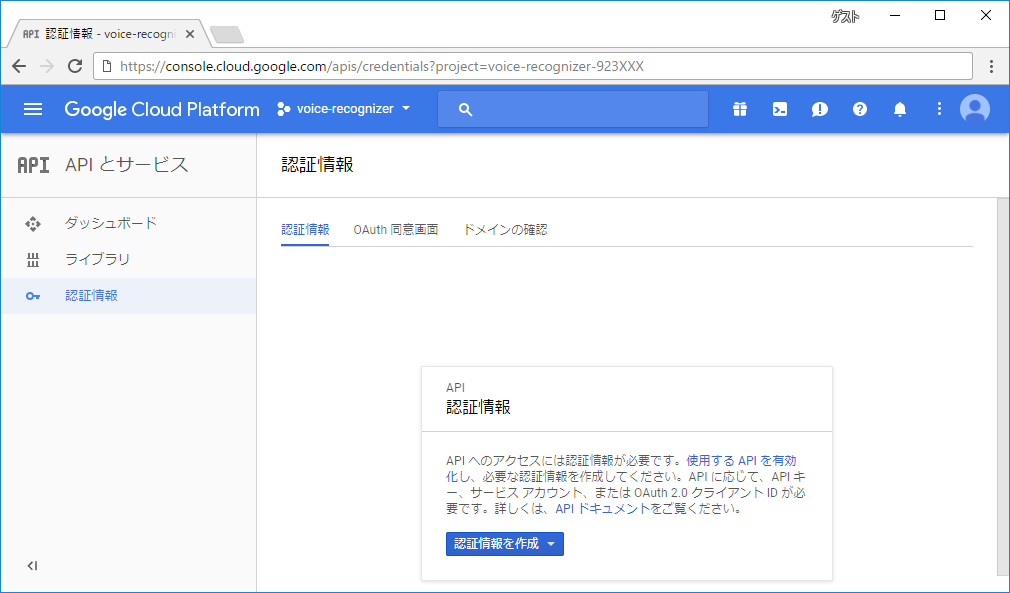 ゲスト
API 認証情報 - voice-recogni
https://console.cloud.google.com/apis/credentials?project=voice-recognizer-923XXX
Google Cloud Platform voice-recognizer
API API とサービス
認証情報
ダッシュボード
ライブラリ
認証情報
認証情報 OAuth 同意画面 ドメインの確認
API
認証情報
API へのアクセスには認証情報が必要です。使用する API を有効
化し、必要な認証情報を作成してください。API に応じて、API キ
ー、サービス アカウント、または OAuth 2.0 クライアント ID が必
要です。詳しくは、API ドキュメントをご覧ください。
認証情報を作成